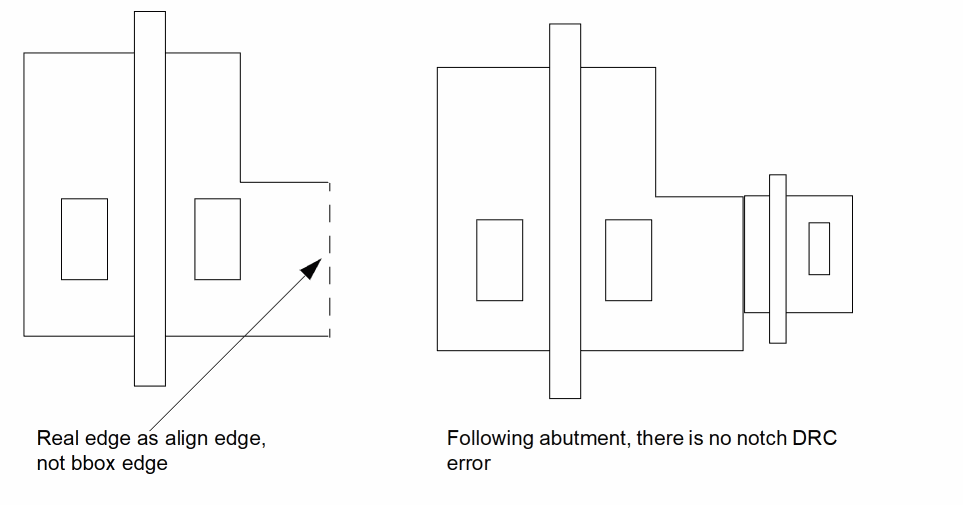 Real edge as align edge,
not bbox edge
Following abutment, there is no notch DRC
error